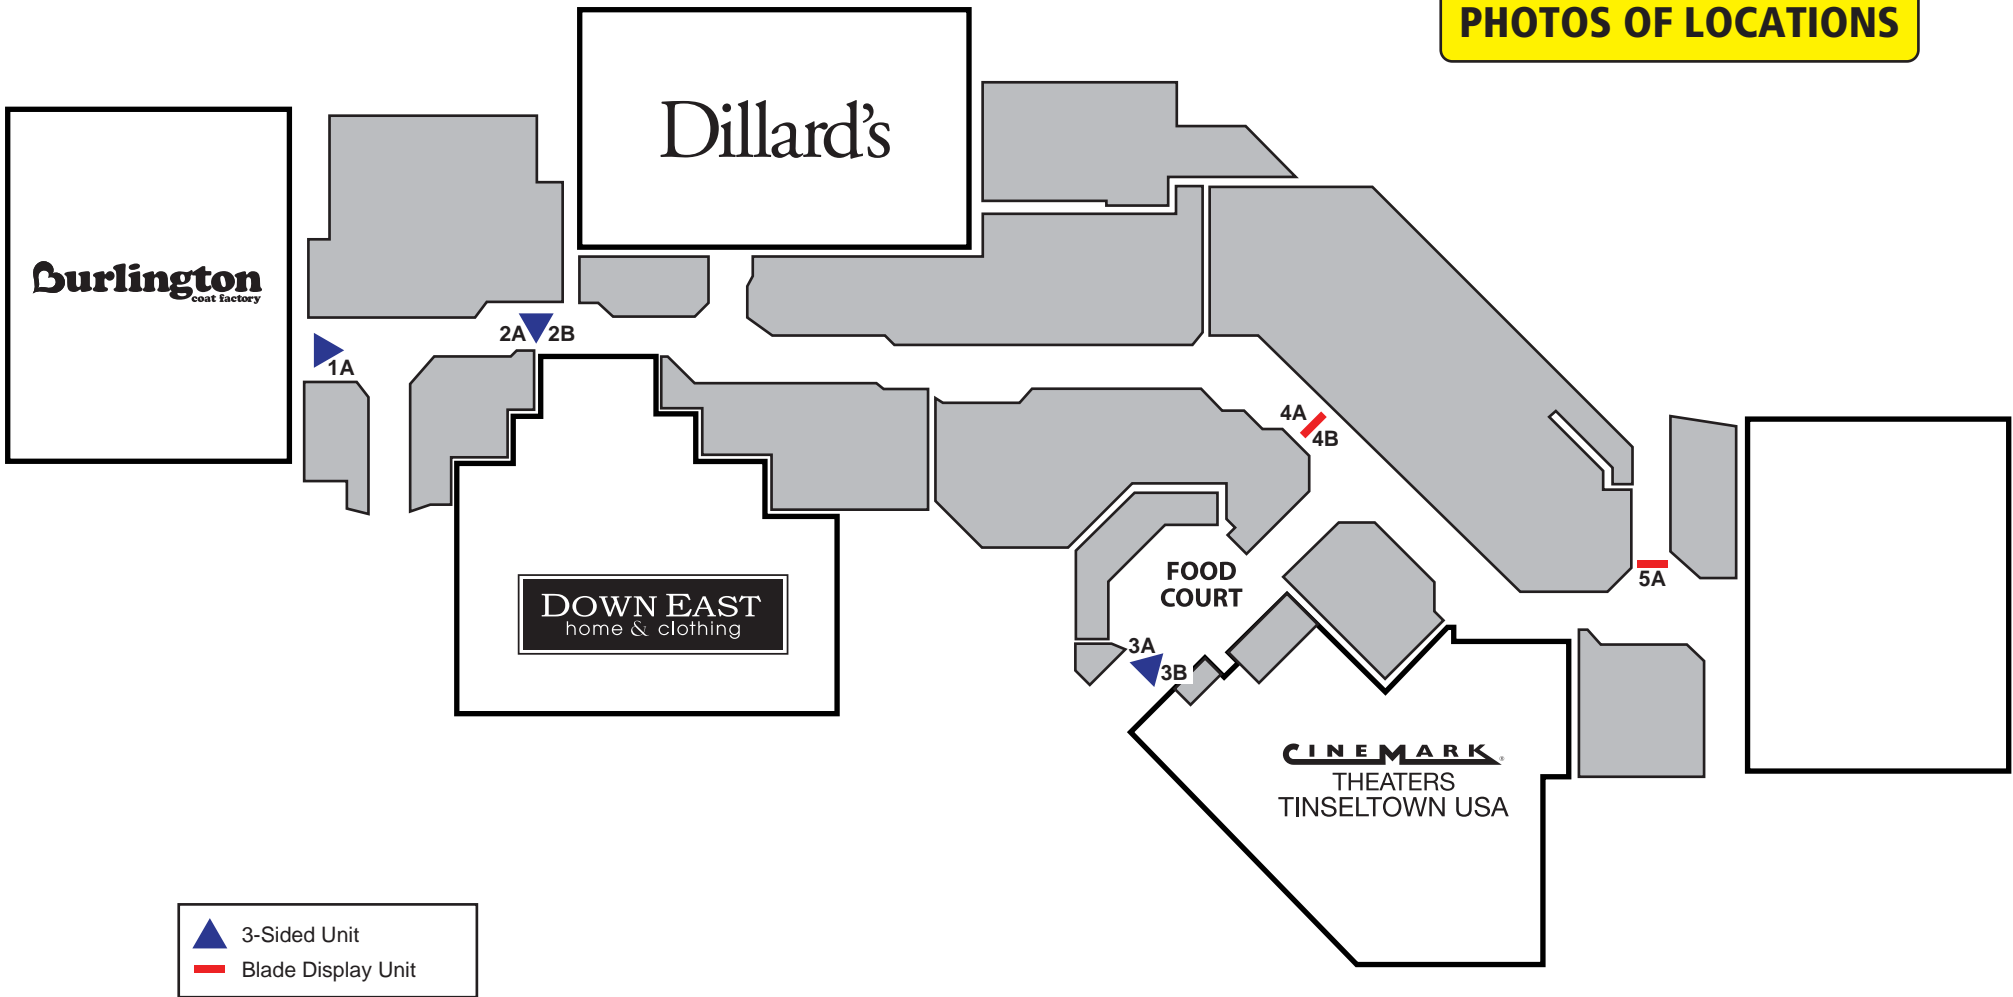 PHOTOS OF LOCATIONS
Dillard's
Burlington
coat factory
2A 2B
1A
4A
4B
5A
FOOD
COURT
DOWN EAST
home & clothing
3A
3B
CINEMARK
THEATERS
TINSELTOWN USA
3-Sided Unit
Blade Display Unit